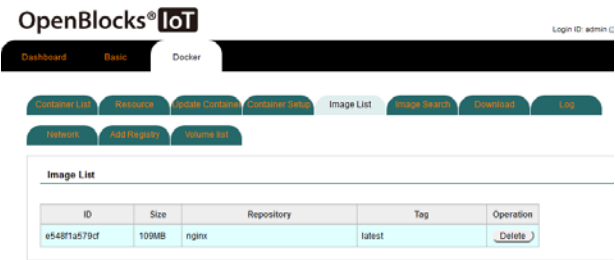 OpenBlocks® IoT
Login ID: admin
Dashboard Basic Docker
Container List Resource Update Container Container Setup Image List Image Search Download Log
Network Add Registry Volume list
Image List
ID Size Repository Tag Operation
e548f1a579cf 109MB nginx latest Delete